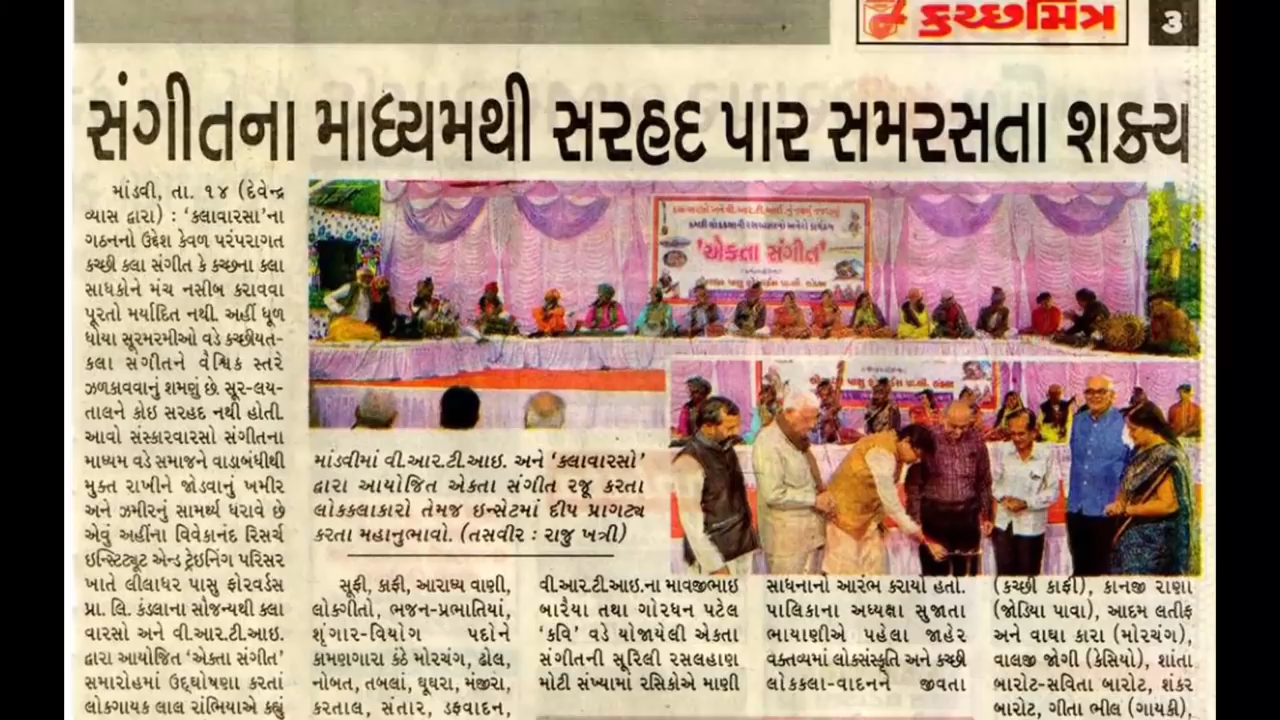 કચ્છમિત્ર
3
સંગીતના માધ્યમથી સરહદ પાર સમરસતા શક્ય
માંડવી, તા. ૧૪ (દેવેન્દ્ર
વ્યાસ દ્વારા) : 'કલાવારસા'ના
ગઠનનો ઉદ્દેશ કેવળ પરંપરાગત
કચ્છી કલા સંગીત કે કચ્છના કલા
સાધકોને મંચ નસીબ કરાવવા
પૂરતો મર્યાદિત નથી. અહીં ધૂળ
ધોયા સૂરમરમીઓ વડે કચ્છીયત-
કલા સંગીતને વૈશ્વિક સ્તરે
ઝળકાવવાનું શમણું છે. સૂર-લય-
તાલને કોઇ સરહદ નથી હોતી.
આવો સંસ્કારવારસો સંગીતના
માધ્યમ વડે સમાજને વાડાબંધીથી
મુક્ત રાખીને જોડવાનું ખમીર
અને ઝમીરનું સામર્થ્ય ધરાવે છે
એવું અહીંના વિવેકાનંદ રિસર્ચ
ઇન્સ્ટિટ્યૂટ એન્ડ ટ્રેઇનિંગ પરિસર
ખાતે લીલાધર પાસુ ફોરવર્ડસ
પ્રા. લિ. કંડલાના સૌજન્યથી કલા
વારસો અને વી.આર.ટી.આઇ.
દ્વારા આયોજિત 'એકતા સંગીત'
સમારોહમાં ઉદ્ઘોષણા કરતાં
લોકગાયક લાલ રાંભિયાએ કહ્યું
'એકતા સંગીત'
માંડવીમાં વી.આર.ટી.આઇ. અને 'કલાવારસો'
દ્વારા આયોજિત એકતા સંગીત રજૂ કરતા
લોકકલાકારો તેમજ ઇન્સેટમાં દીપ પ્રાગટ્ય
કરતા મહાનુભાવો. (તસવીર : રાજુ ખત્રી)
સૂફી, કાફી, આરાધ વાણી,
લોકગીતો, ભજન-પ્રભાતિયાં,
શૃંગાર-વિયોગ પદોને
કામણગારા કંઠે મોરચંગ, ઢોલ,
નોબત, તબલાં, ઘૂઘરા, મંજીરા,
કરતાલ, સંતાર, ડફવાદન,
વી.આર.ટી.આઇ.ના માવજીભાઇ
બારૈયા તથા ગોરધન પટેલ
'કવિ' વડે યોજાયેલી એકતા
સંગીતની સૂરિલી રસલહાણ
મોટી સંખ્યામાં રસિકોએ માણી
સાધનાનો આરંભ કરાયો હતો.
પાલિકાના અધ્યક્ષા સુજાતા
ભાયાણીએ પહેલા જાહેર
વક્તવ્યમાં લોકસંસ્કૃતિ અને કચ્છી
લોકકલા-વાદનને જીવતા
(કચ્છી કાફી), કાનજી રાણા
(જોડિયા પાવા), આદમ લતીફ
અને વાઘા કારા (મોરચંગ),
વાલજી જોગી (કેસિયો), શાંતા
બારોટ-સવિતા બારોટ, શંકર
બારોટ, ગીતા ભીલ (ગાયકી),